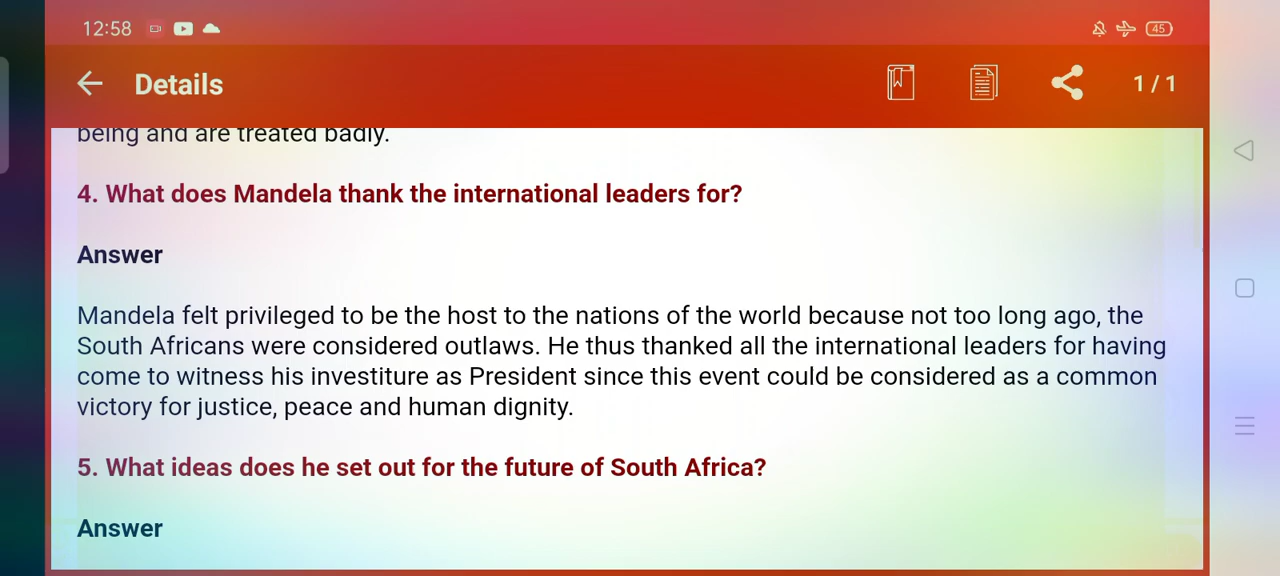 12:58
45
Details
1 / 1
being and are treated badly.
4. What does Mandela thank the international leaders for?
Answer
Mandela felt privileged to be the host to the nations of the world because not too long ago, the
South Africans were considered outlaws. He thus thanked all the international leaders for having
come to witness his investiture as President since this event could be considered as a common
victory for justice, peace and human dignity.
5. What ideas does he set out for the future of South Africa?
Answer